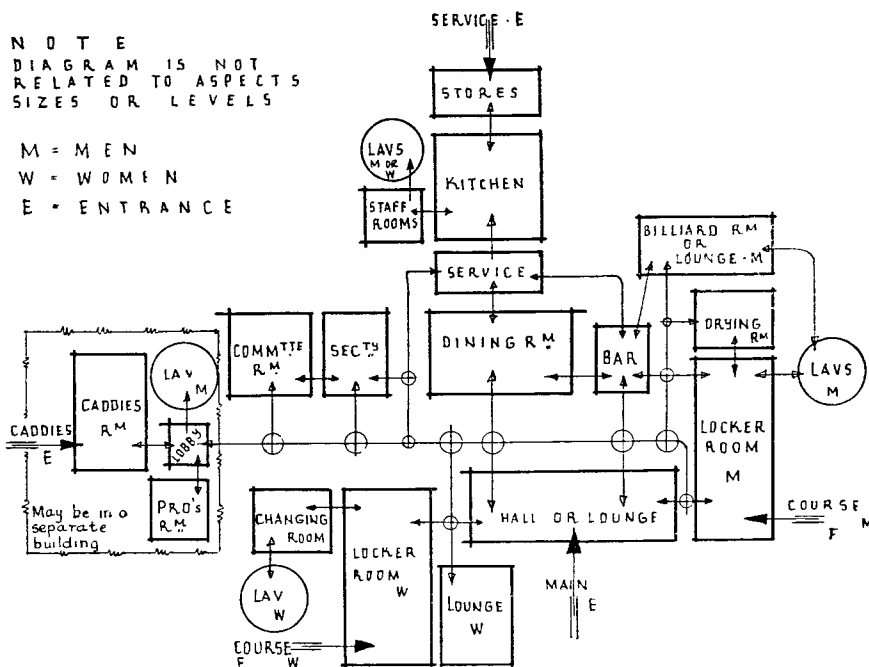 SERVICE·E
NOTE
DIAGRAM IS NOT
RELATED TO ASPECTS
SIZES OR LEVELS
M = MEN
W = WOMEN
E = ENTRANCE
STORES
LAVS
M OR
W
KITCHEN
STAFF
ROOMS
BILLIARD RM
OR
LOUNGE-M
SERVICE
DRYING
RM
COMMTTE
RM
SECTY
DINING RM
BAR
LAV
M
LAVS
M
CADDIES
RM
CADDIES
E
LOBBY
LOCKER
ROOM
M
PRO'S
RM
May be in a
separate
building
CHANGING
ROOM
HALL OR LOUNGE
COURSE
E M
LOCKER
ROOM
W
LAV
W
LOUNGE
W
MAIN
E
COURSE
E W